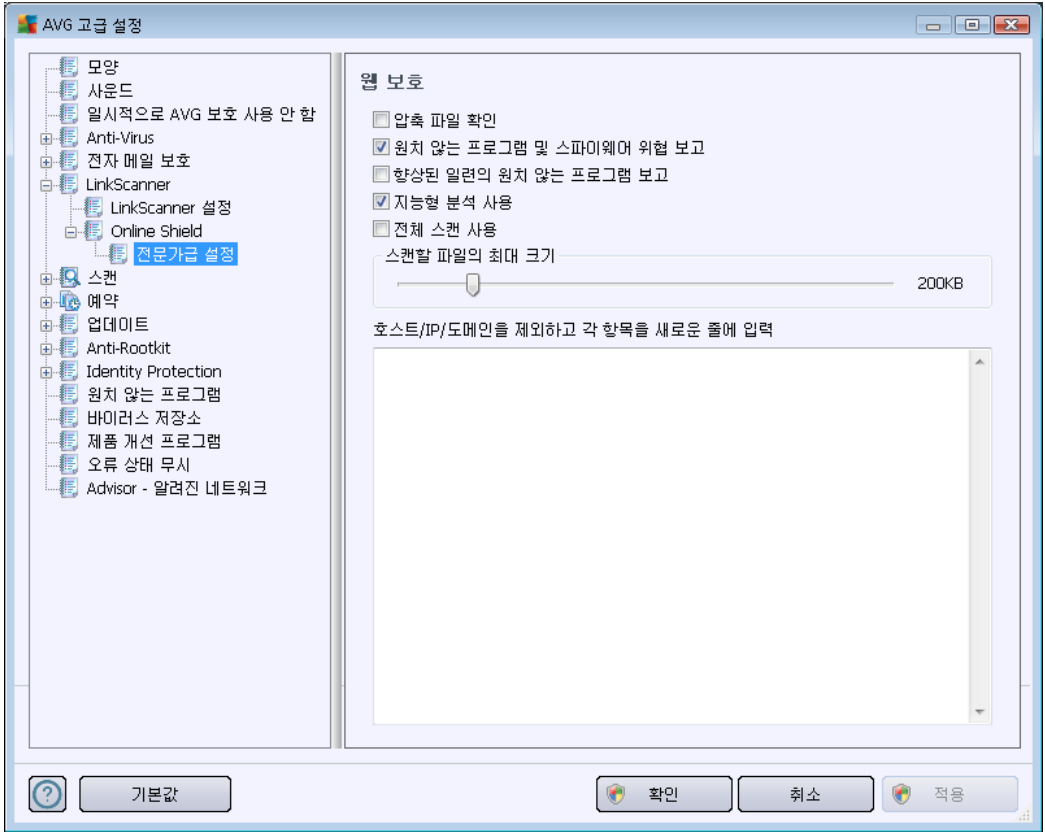 AVG 고급 설정
모양
사운드
일시적으로 AVG 보호 사용 안 함
Anti-Virus
전자 메일 보호
LinkScanner
LinkScanner 설정
Online Shield
전문가급 설정
스캔
예약
업데이트
Anti-Rootkit
Identity Protection
원치 않는 프로그램
바이러스 저장소
제품 개선 프로그램
오류 상태 무시
Advisor - 알려진 네트워크
웹 보호
압축 파일 확인
원치 않는 프로그램 및 스파이웨어 위협 보고
향상된 일련의 원치 않는 프로그램 보고
지능형 분석 사용
전체 스캔 사용
스캔할 파일의 최대 크기
200KB
호스트/IP/도메인을 제외하고 각 항목을 새로운 줄에 입력
기본값
확인
취소
적용